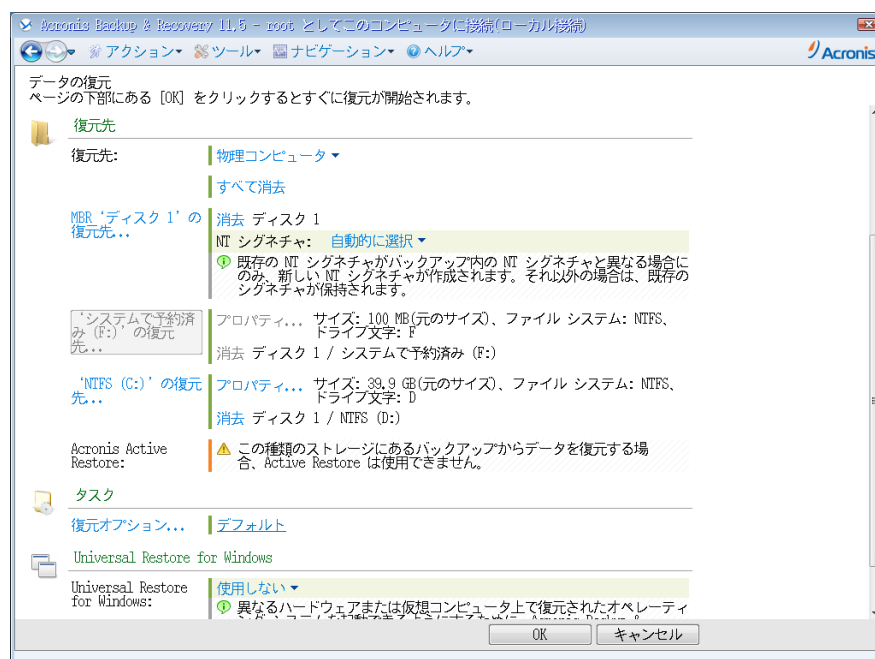 Acronis Backup & Recovery 11.5 - root としてこのコンピュータに接続(ローカル接続)
アクション ツール ナビゲーション ヘルプ Acronis
データの復元
ページの下部にある [OK] をクリックするとすぐに復元が開始されます。
復元先
復元先: 物理コンピュータ
すべて消去
MBR 'ディスク 1' の復元先... 消去 ディスク 1
NT シグネチャ: 自動的に選択
既存の NT シグネチャがバックアップ内の NT シグネチャと異なる場合に
のみ、新しい NT シグネチャが作成されます。それ以外の場合は、既存の
シグネチャが保持されます。
'システムで予約済
み (F:)' の復元
先...
プロパティ... サイズ: 100 MB(元のサイズ)、ファイル システム: NTFS、
ドライブ文字: F
消去 ディスク 1 / システムで予約済み (F:)
'NTFS (C:)' の復元
先...
プロパティ... サイズ: 39.9 GB(元のサイズ)、ファイル システム: NTFS、
ドライブ文字: D
消去 ディスク 1 / NTFS (D:)
Acronis Active
Restore:
この種類のストレージにあるバックアップからデータを復元する場
合、Active Restore は使用できません。
タスク
復元オプション... デフォルト
Universal Restore for Windows
Universal Restore
for Windows:
使用しない
異なるハードウェアまたは仮想コンピュータ上で復元されたオペレーティ
OK キャンセル